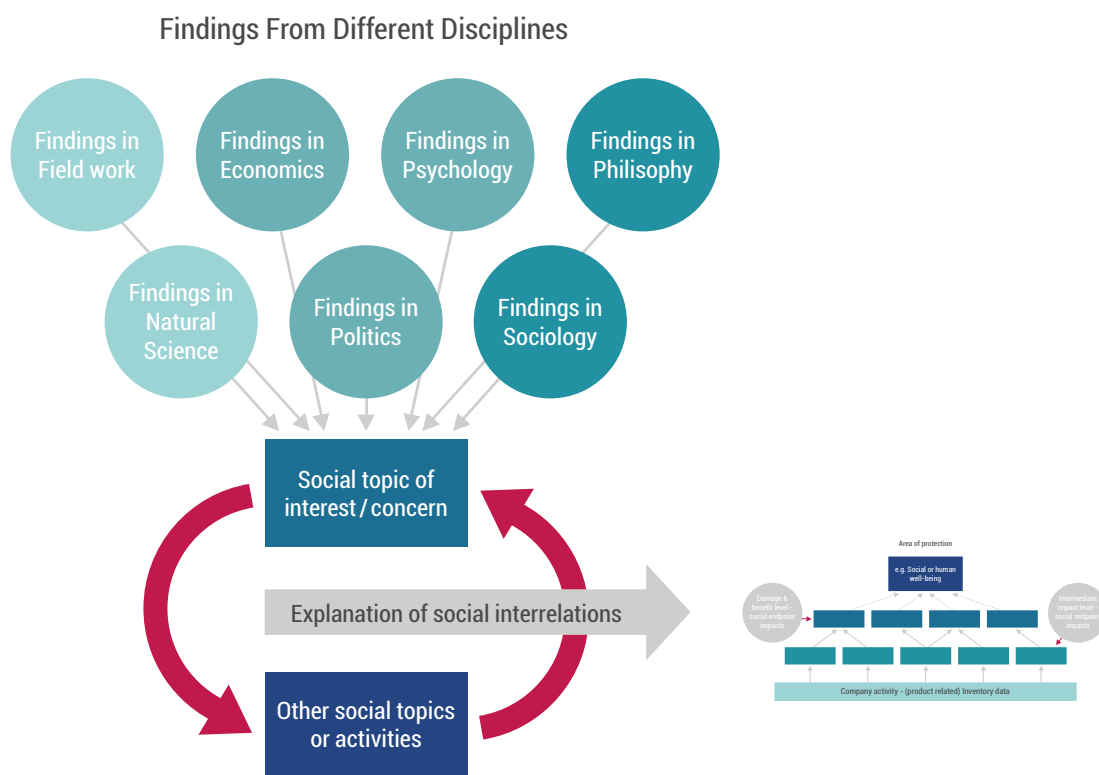 Findings From Different Disciplines
Findings in
Field work
Findings in
Economics
Findings in
Psychology
Findings in
Philisophy
Findings in
Natural
Science
Findings in
Politics
Findings in
Sociology
Social topic of
interest / concern
Explanation of social interrelations
Other social topics
or activities
Area of protection
e.g. Social or human
well-being
Damage &
benefit level -
social endpoint
impacts
Intermediate
impact level -
social midpoint
impacts
Company activity - (product related) Inventory data